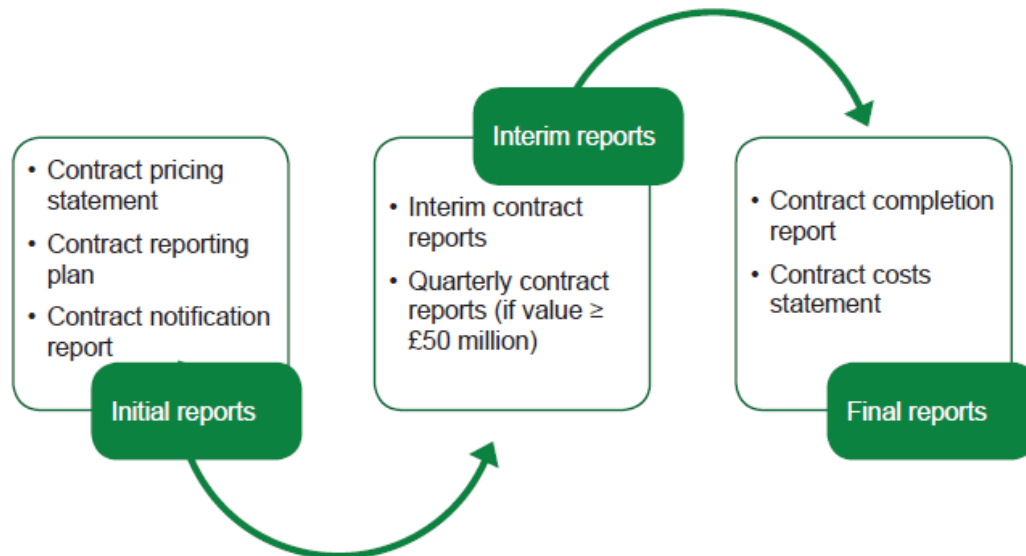 • Contract pricing
statement
• Contract reporting
plan
• Contract notification
report
Initial reports
Interim reports
• Interim contract
reports
• Quarterly contract
reports (if value ≥
£50 million)
• Contract completion
report
• Contract costs
statement
Final reports